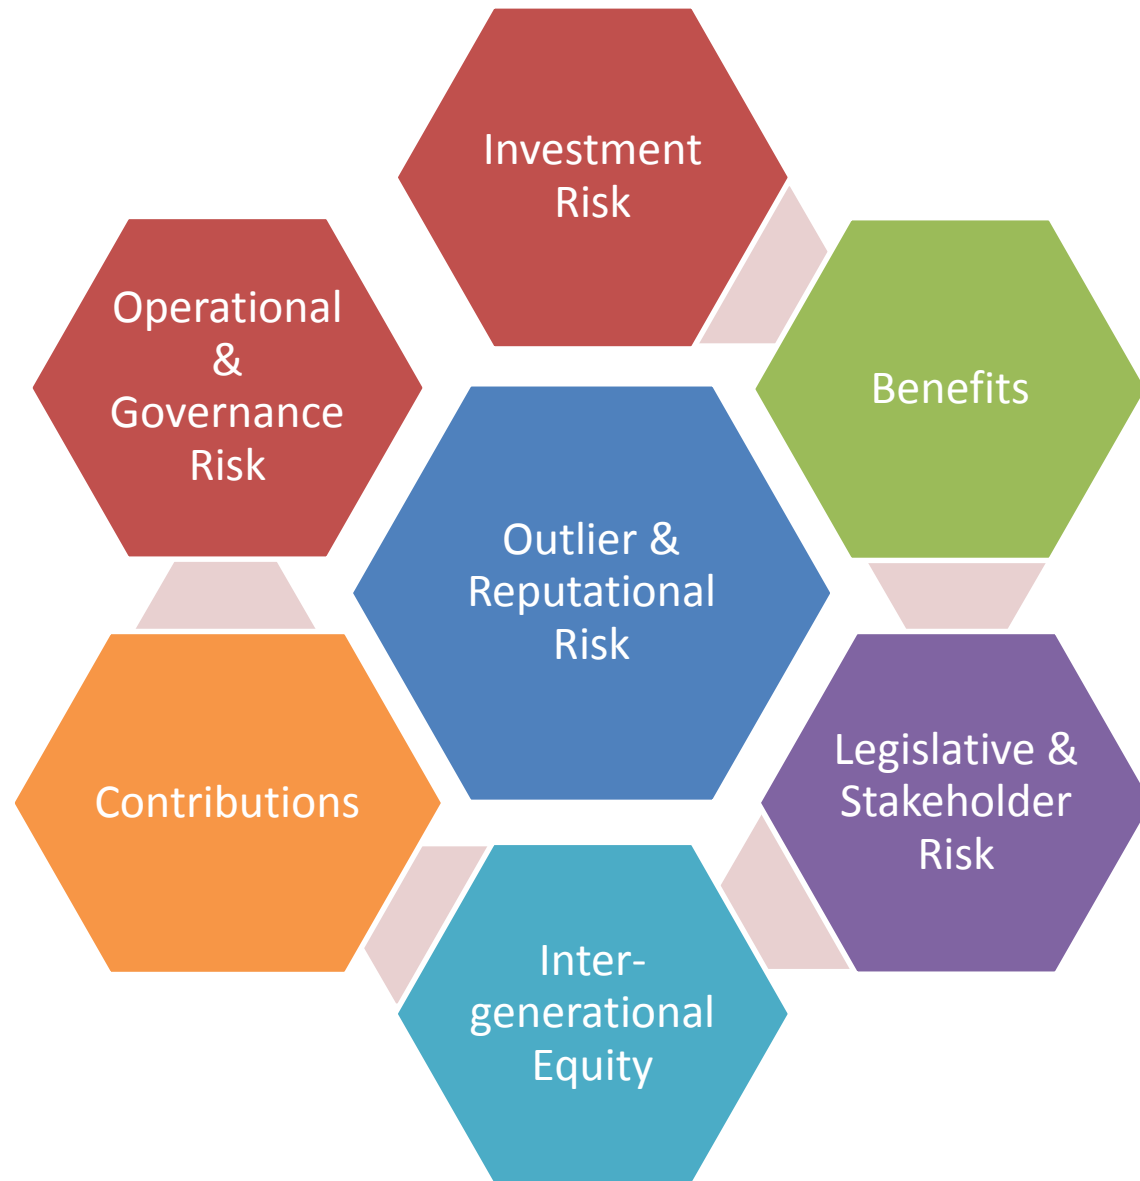 Investment
Risk
Operational
&
Governance
Risk
Benefits
Outlier &
Reputational
Risk
Contributions
Legislative &
Stakeholder
Risk
Inter-
generational
Equity